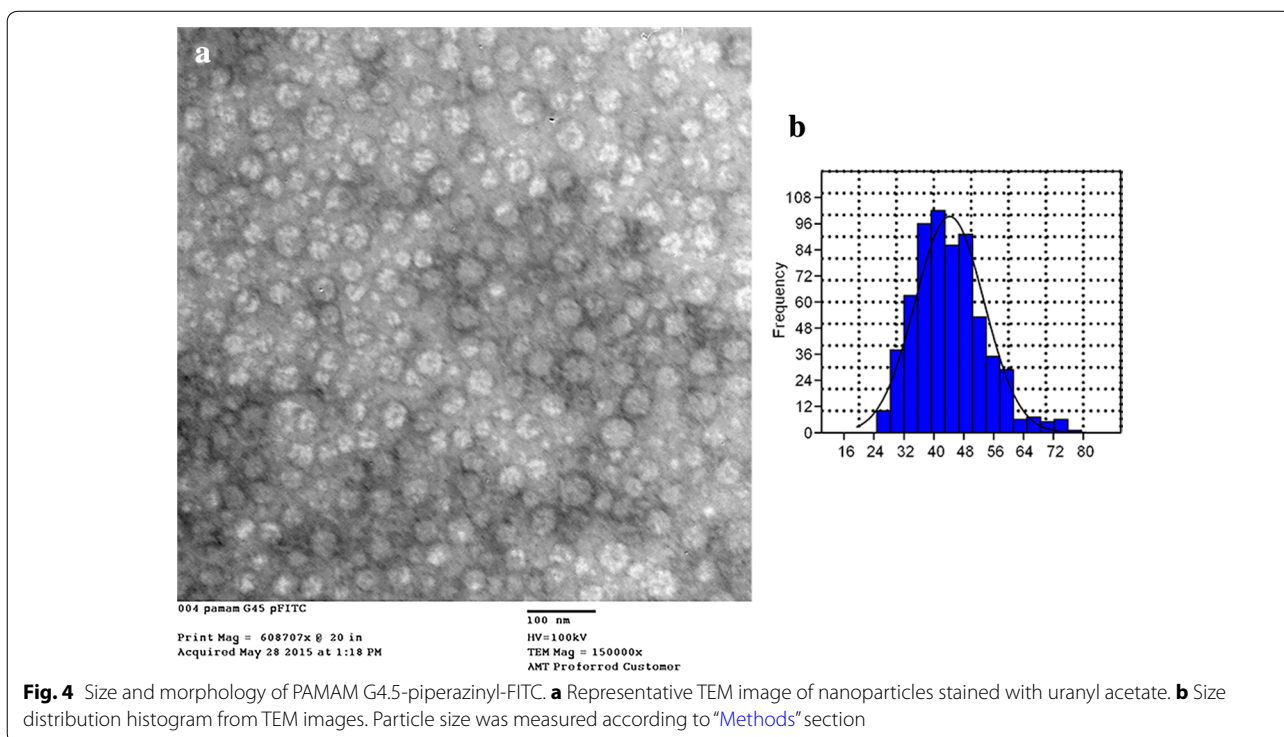 a
b
108
96
84
72
60
48
36
24
12
0
Frequency
16 24 32 40 48 56 64 72 80
004 pamam G45 pFITC
Print Mag = 608707x @ 20 in
Acquired May 28 2015 at 1:18 PM
100 nm
HV=100kV
TEM Mag = 150000x
AMT Preferred Customer
Fig. 4 Size and morphology of PAMAM G4.5-piperazinyl-FITC. a Representative TEM image of nanoparticles stained with uranyl acetate. b Size
distribution histogram from TEM images. Particle size was measured according to “Methods” section